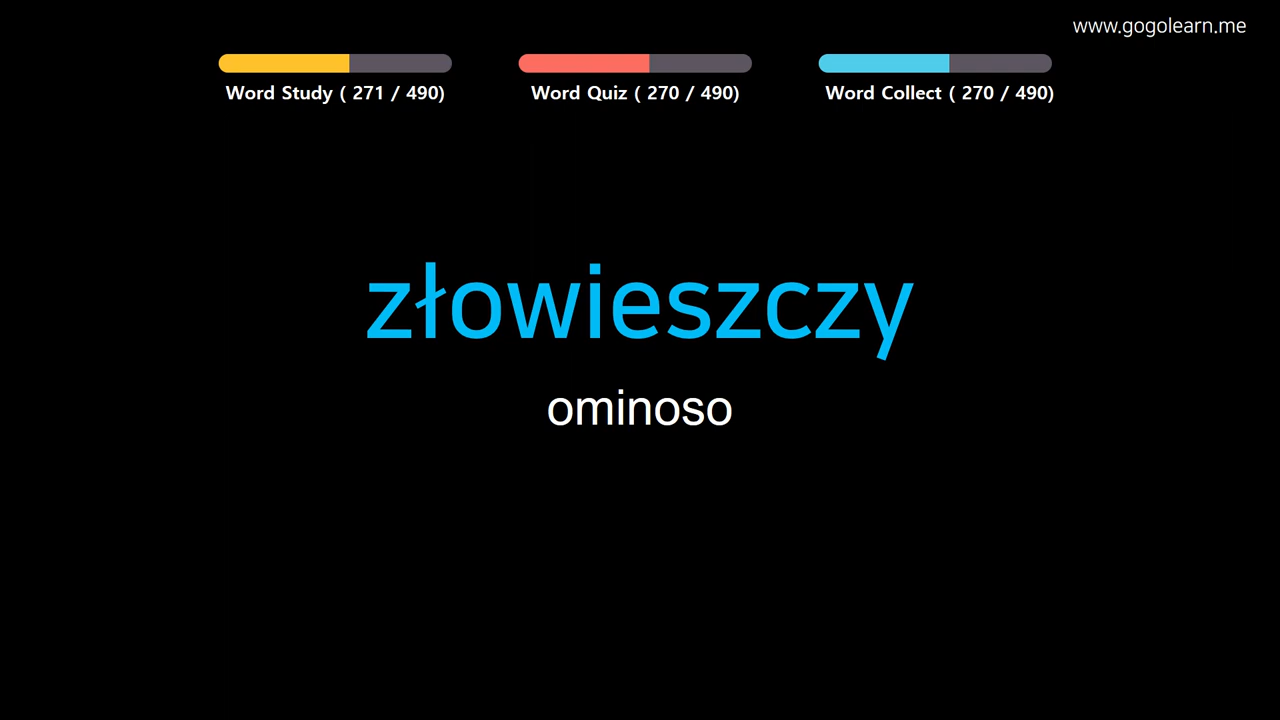 www.gogolearn.me
Word Study ( 271 / 490)
Word Quiz ( 270 / 490)
Word Collect ( 270 / 490)
złowieszczy
ominoso